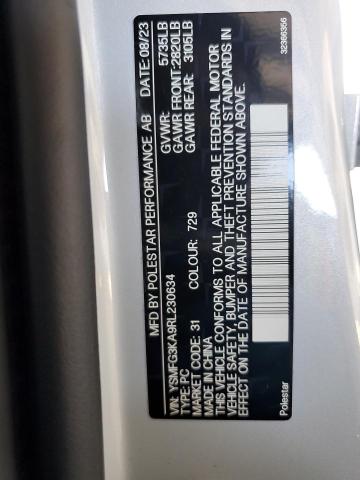 MFD BY POLESTAR PERFORMANCE AB DATE: 08/23
GVWR: 5735LB
GAWR FRONT: 2820LB
GAWR REAR: 3105LB
VIN: YSMFG3KA9RL230634
TYPE: PC
MARKET CODE: 31 COLOUR: 729
MADE IN CHINA
THIS VEHICLE CONFORMS TO ALL APPLICABLE FEDERAL MOTOR
VEHICLE SAFETY, BUMPER AND THEFT PREVENTION STANDARDS IN
EFFECT ON THE DATE OF MANUFACTURE SHOWN ABOVE.
Polestar
32366356